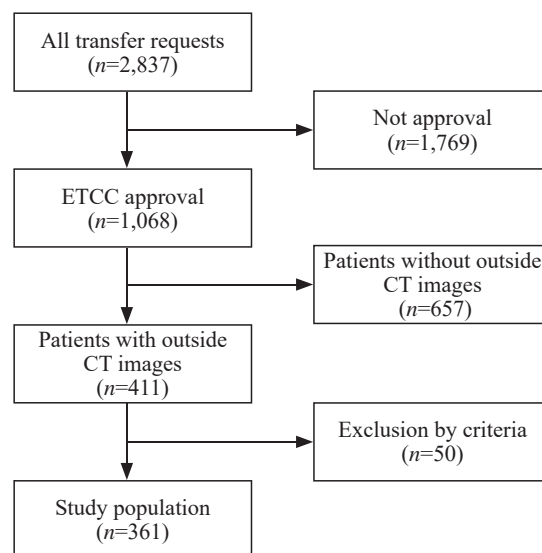 All transfer requests
(n=2,837)
Not approval
(n=1,769)
ETCC approval
(n=1,068)
Patients without outside
CT images
(n=657)
Patients with outside
CT images
(n=411)
Exclusion by criteria
(n=50)
Study population
(n=361)